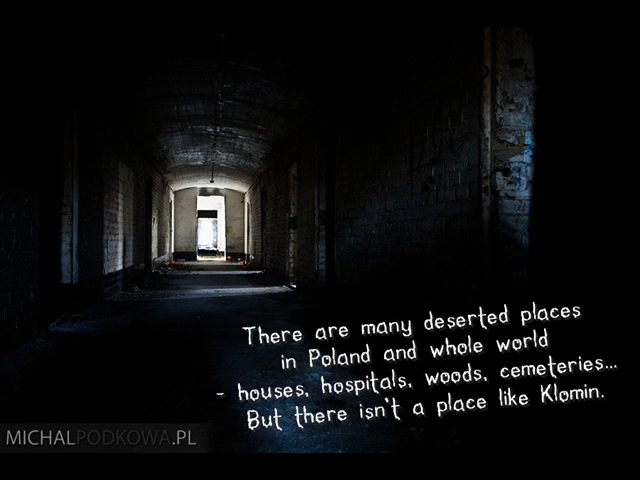 There are many deserted places
in Poland and whole world
- houses, hospitals, woods, cemeteries...
But there isn't a place like Klomin.
MICHALPODKOWA.PL